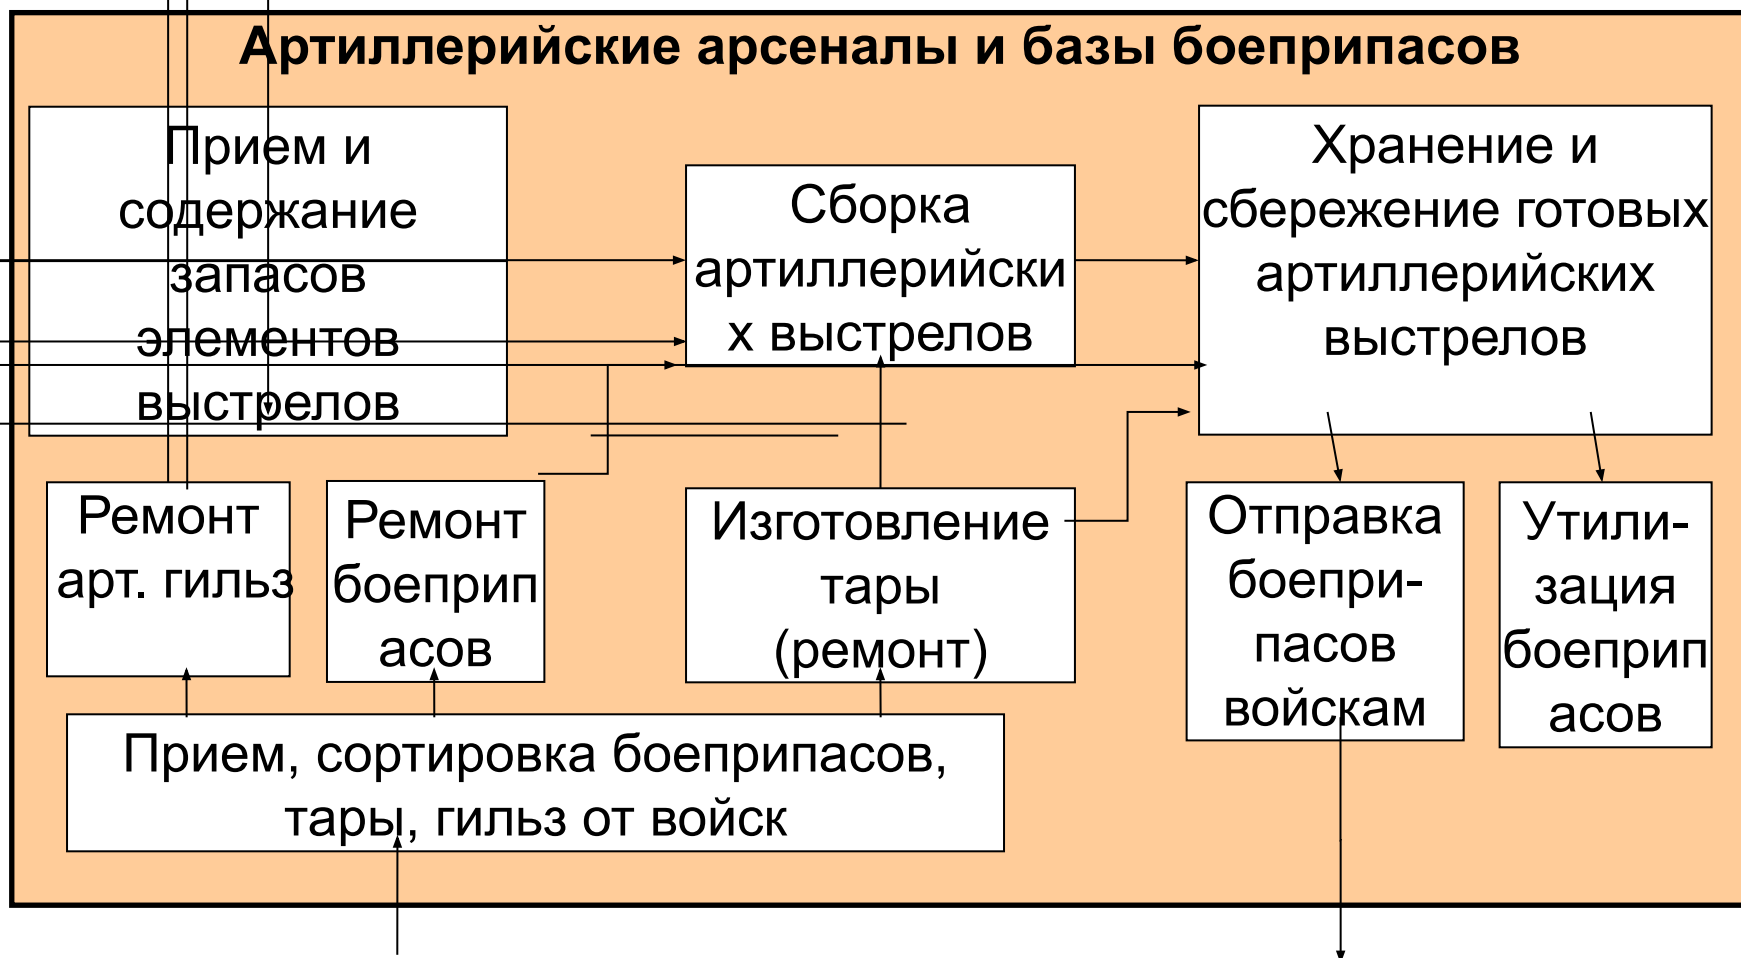 Артиллерийские арсеналы и базы боеприпасов
Прием и
содержание
запасов
элементов
выстрелов
Сборка
артиллерийски
х выстрелов
Хранение и
сбережение готовых
артиллерийских
выстрелов
Ремонт
арт. гильз
Ремонт
боеприп
асов
Изготовление
тары
(ремонт)
Отправка
боепри-
пасов
войскам
Утили-
зация
боеприп
асов
Прием, сортировка боеприпасов,
тары, гильз от войск